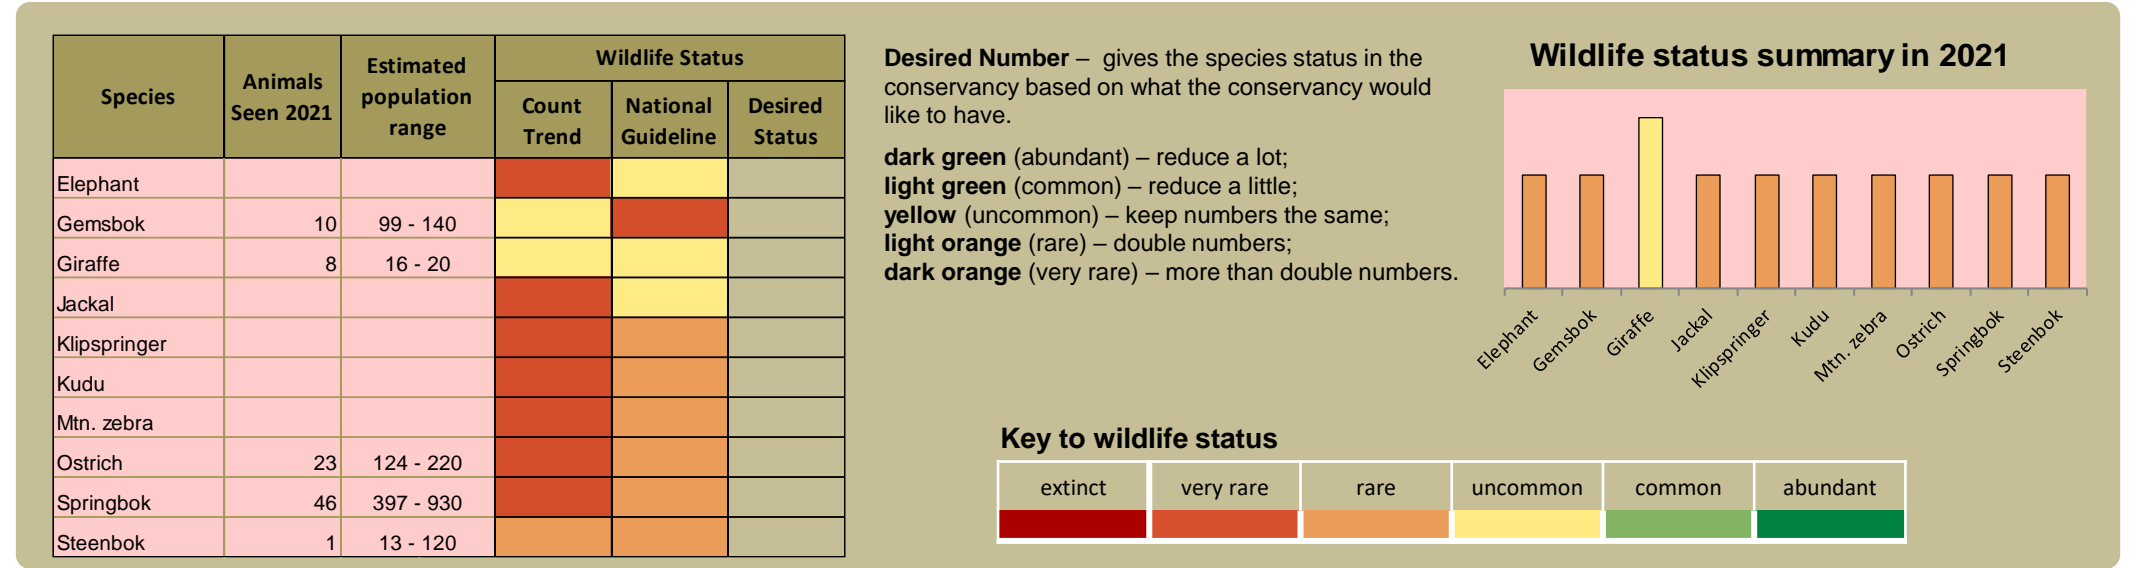 Species
Animals Seen 2021
Estimated population range
Wildlife Status
Count Trend
National Guideline
Desired Status
Elephant
Gemsbok 10 99 - 140
Giraffe 8 16 - 20
Jackal
Klipspringer
Kudu
Mtn. zebra
Ostrich 23 124 - 220
Springbok 46 397 - 930
Steenbok 1 13 - 120
Desired Number – gives the species status in the
conservancy based on what the conservancy would
like to have.
dark green (abundant) – reduce a lot;
light green (common) – reduce a little;
yellow (uncommon) – keep numbers the same;
light orange (rare) – double numbers;
dark orange (very rare) – more than double numbers.
Wildlife status summary in 2021
Elephant
Gemsbok
Giraffe
Jackal
Klipspringer
Kudu
Mtn. zebra
Ostrich
Springbok
Steenbok
Key to wildlife status
extinct very rare rare uncommon common abundant